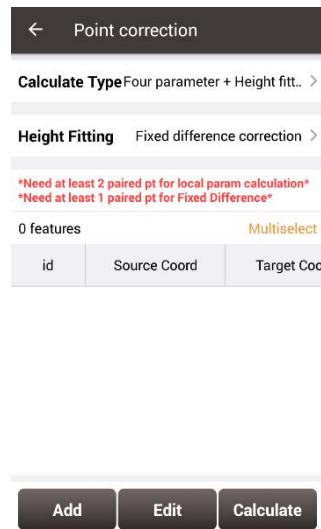 Point correction
Calculate Type Four parameter + Height fitt.. >
Height Fitting Fixed difference correction >
*Need at least 2 paired pt for local param calculation*
*Need at least 1 paired pt for Fixed Difference*
0 features Multiselect
id Source Coord Target Coo
Add Edit Calculate